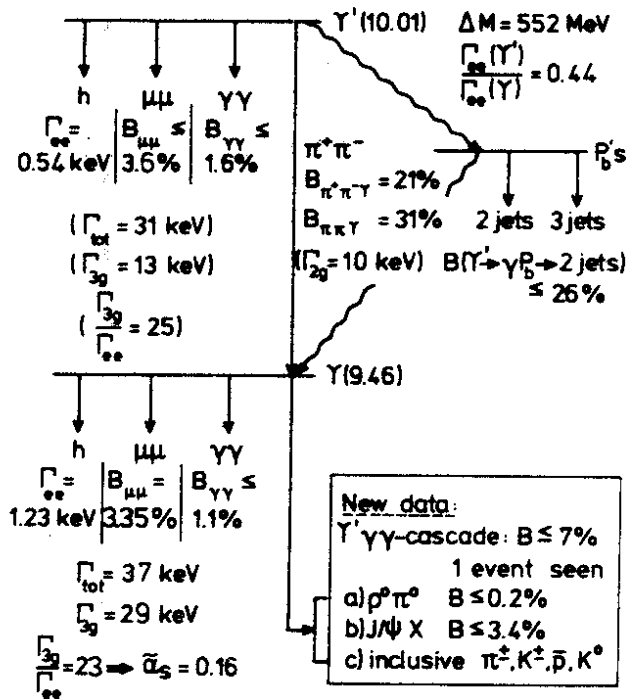 ϒ'(10.01) ΔM = 552 MeV
Γee(ϒ')
Γee(ϒ) = 0.44
h μμ γγ
Γee = Bμμ ≤ Bγγ ≤
0.54 keV 3.6% 1.6%
(Γtot = 31 keV)
(Γ3g = 13 keV)
(Γ3g/Γee = 25)
π⁺π⁻
Bπ⁺π⁻ϒ = 21%
Bππϒ = 31%
(Γ2g = 10 keV)
P'b s
2 jets 3 jets
B(ϒ'→γPb→2 jets)
≤ 26%
ϒ(9.46)
h μμ γγ
Γee = Bμμ = Bγγ ≤
1.23 keV 3.35% 1.1%
Γtot = 37 keV
Γ3g = 29 keV
Γ3g/Γee = 23 ➡ α̃s = 0.16
New data:
ϒ' γγ-cascade: B ≤ 7%
1 event seen
a) ρ⁰π⁰ B ≤ 0.2%
b) J/ψ X B ≤ 3.4%
c) inclusive π±, K±, p̄, K⁰